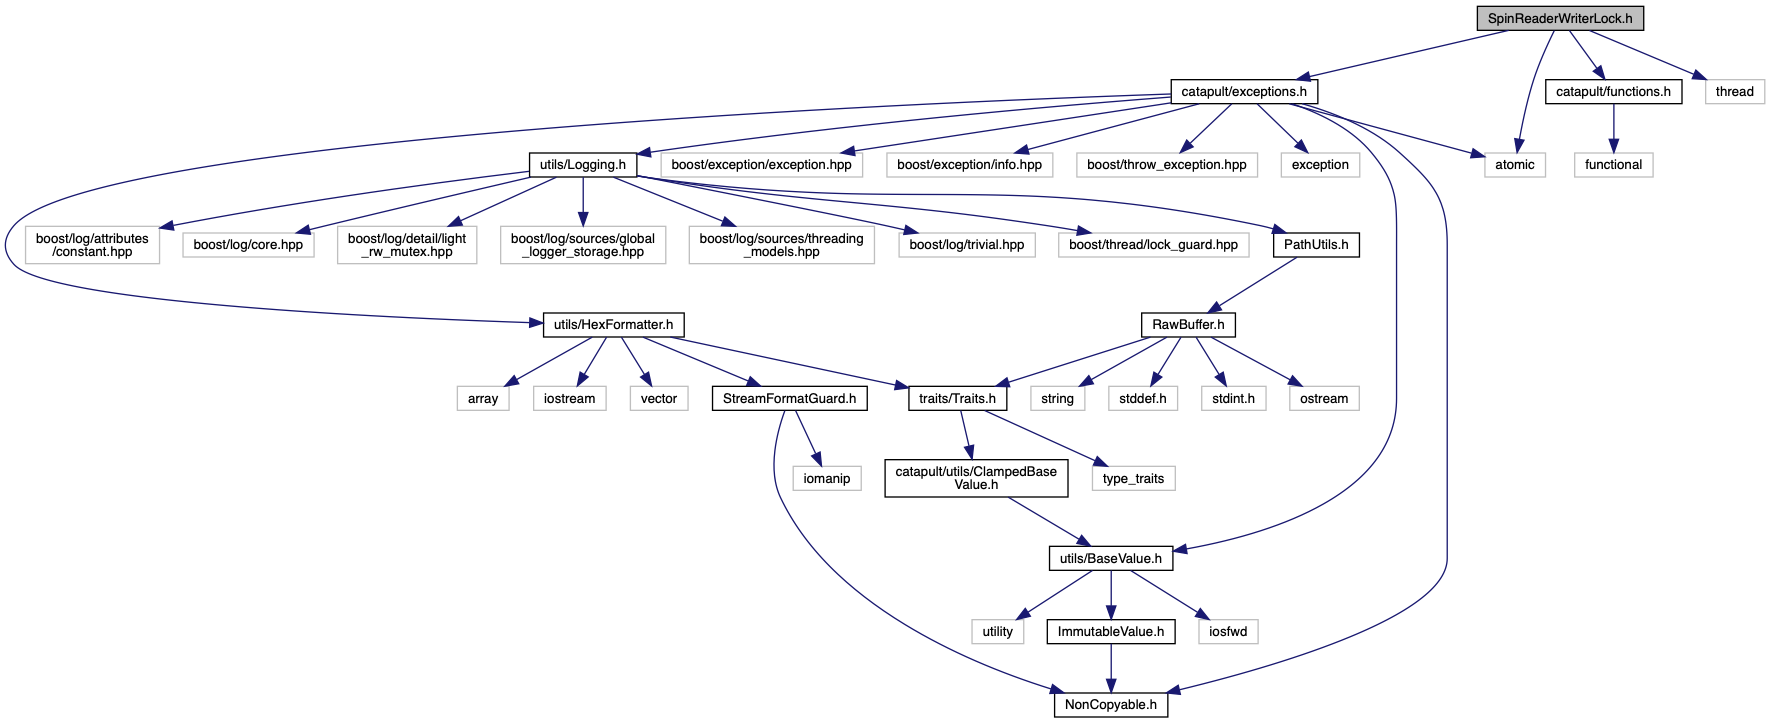 SpinReaderWriterLock.h
catapult/exceptions.h
catapult/functions.h
thread
utils/Logging.h
boost/exception/exception.hpp
boost/exception/info.hpp
boost/throw_exception.hpp
exception
atomic
functional
boost/log/attributes
/constant.hpp
boost/log/core.hpp
boost/log/detail/light
_rw_mutex.hpp
boost/log/sources/global
_logger_storage.hpp
boost/log/sources/threading
_models.hpp
boost/log/trivial.hpp
boost/thread/lock_guard.hpp
PathUtils.h
utils/HexFormatter.h
RawBuffer.h
array
iostream
vector
StreamFormatGuard.h
traits/Traits.h
string
stddef.h
stdint.h
ostream
iomanip
catapult/utils/ClampedBase
Value.h
type_traits
utils/BaseValue.h
utility
ImmutableValue.h
iosfwd
NonCopyable.h